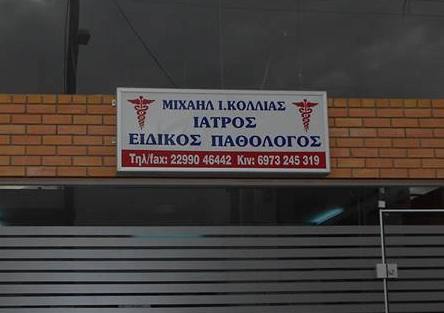 ΜΙΧΑΗΛ Ι.ΚΟΛΛΙΑΣ
ΙΑΤΡΟΣ
ΕΙΔΙΚΟΣ ΠΑΘΟΛΟΓΟΣ
Τηλ/fax: 22990 46442 Κιν: 6973 245 319